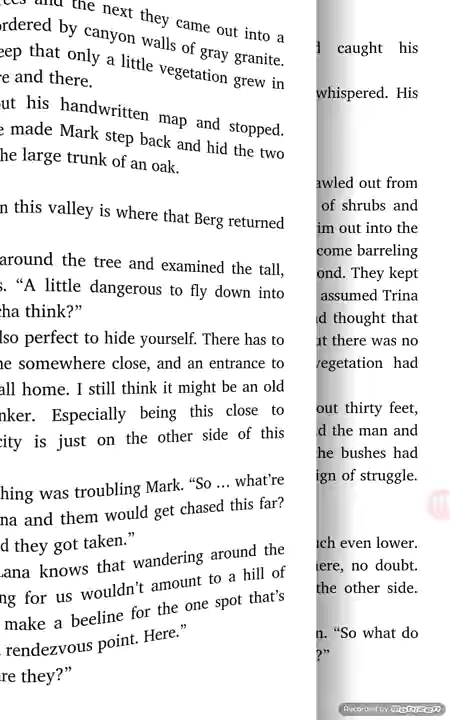 and the next they came out into a
ordered by canyon walls of gray granite.
eep that only a little vegetation grew in
re and there.
out his handwritten map and stopped.
e made Mark step back and hid the two
he large trunk of an oak.
n this valley is where that Berg returned
around the tree and examined the tall,
s. “A little dangerous to fly down into
cha think?”
lso perfect to hide yourself. There has to
ne somewhere close, and an entrance to
all home. I still think it might be an old
nker. Especially being this close to
city is just on the other side of this
hing was troubling Mark. “So ... what’re
na and them would get chased this far?
d they got taken.”
Lana knows that wandering around the
ng for us wouldn’t amount to a hill of
make a beeline for the one spot that’s
rendezvous point. Here.”
are they?”
caught his
whispered. His
awled out from
of shrubs and
im out into the
come barreling
ond. They kept
assumed Trina
d thought that
ut there was no
vegetation had
out thirty feet,
d the man and
he bushes had
ign of struggle.
uch even lower.
here, no doubt.
the other side.
n. “So what do
?”
Recorded by